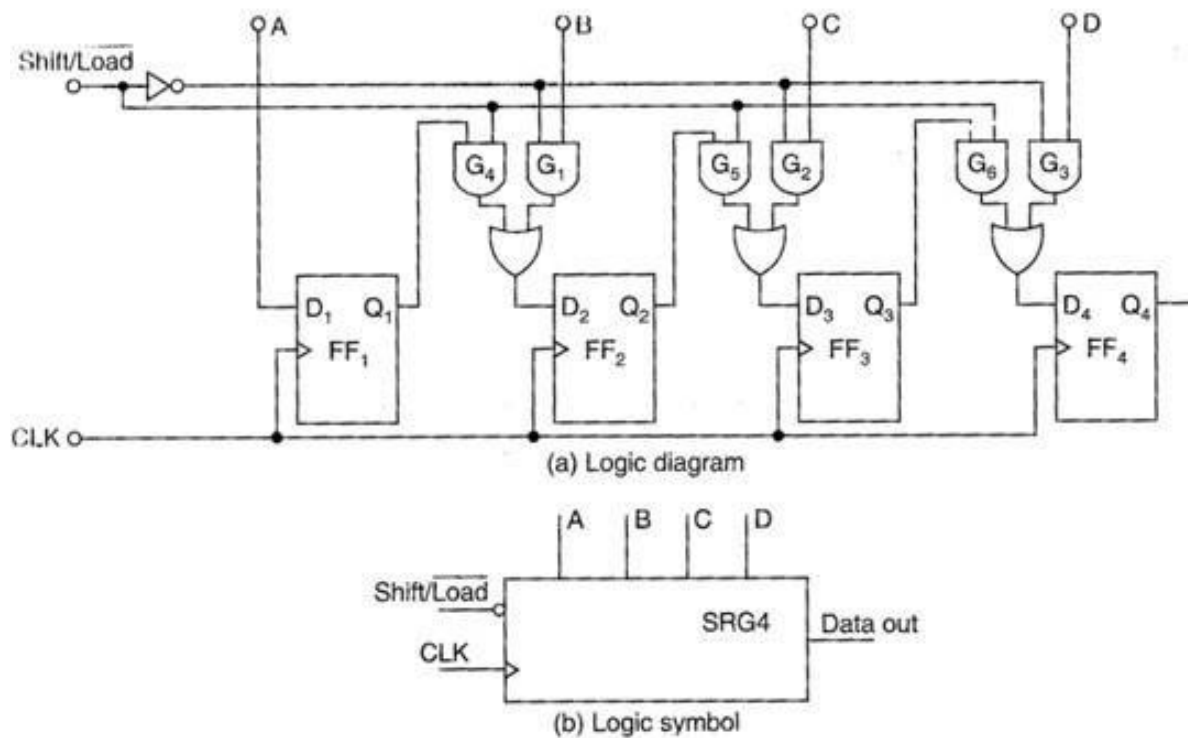 A B C D
Shift/Load
G4 G1 G5 G2 G6 G3
D1 Q1 D2 Q2 D3 Q3 D4 Q4
FF1 FF2 FF3 FF4
CLK
(a) Logic diagram
A B C D
Shift/Load
SRG4
Data out
CLK
(b) Logic symbol